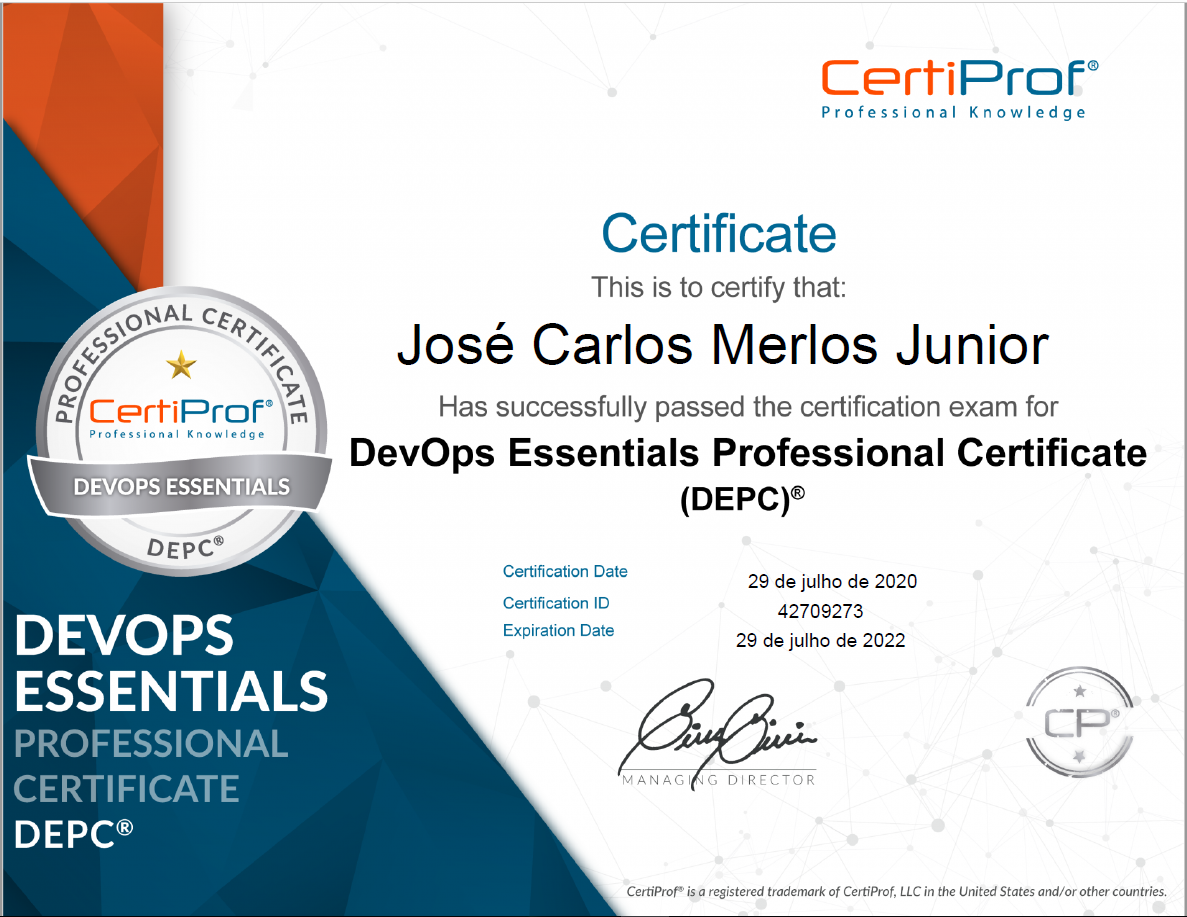 CertiProf®
Professional Knowledge
Certificate
This is to certify that:
José Carlos Merlos Junior
Has successfully passed the certification exam for
DevOps Essentials Professional Certificate
(DEPC)®
PROFESSIONAL CERTIFICATE
CertiProf®
Professional Knowledge
DEVOPS ESSENTIALS
DEPC®
Certification Date 29 de julho de 2020
Certification ID 42709273
Expiration Date 29 de julho de 2022
DEVOPS
ESSENTIALS
PROFESSIONAL
CERTIFICATE
DEPC®
MANAGING DIRECTOR
CP®
CertiProf® is a registered trademark of CertiProf, LLC in the United States and/or other countries.